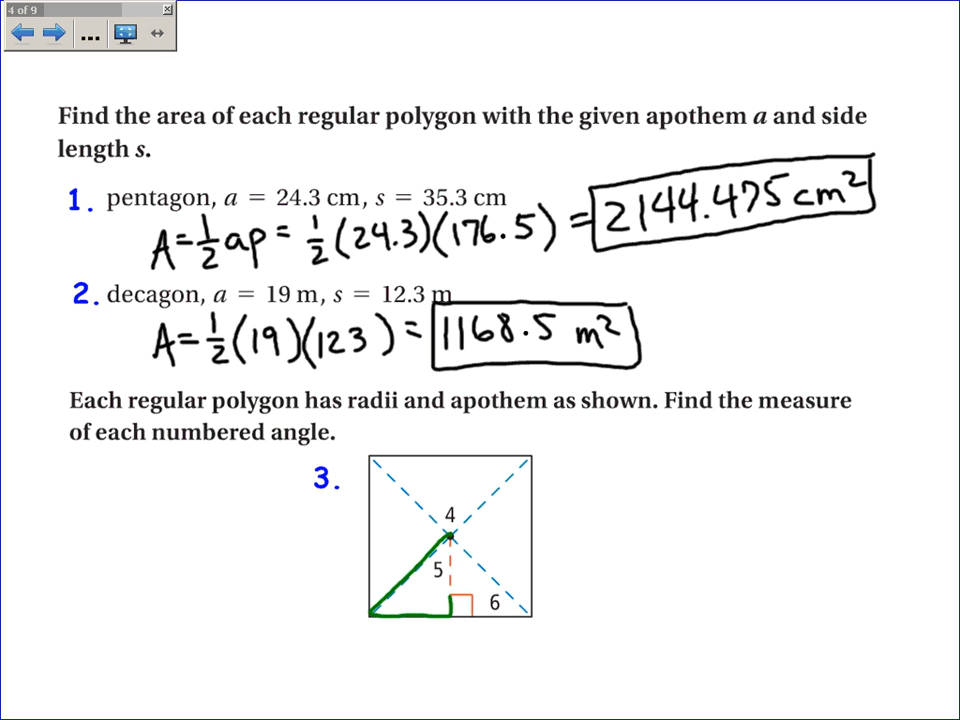 4 of 9
Find the area of each regular polygon with the given apothem a and side
length s.
1. pentagon, a = 24.3 cm, s = 35.3 cm
A = 1/2 ap = 1/2 (24.3)(176.5) = 2144.475 cm²
2. decagon, a = 19 m, s = 12.3 m
A = 1/2 (19)(123) = 1168.5 m²
Each regular polygon has radii and apothem as shown. Find the measure
of each numbered angle.
3.
4
5
6